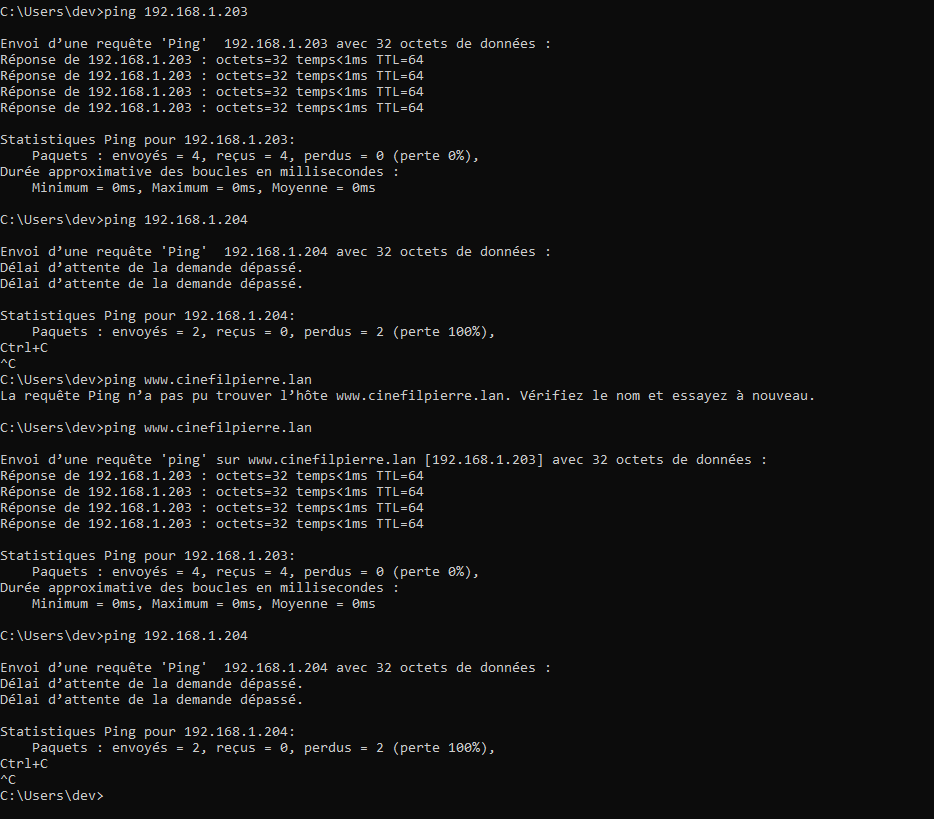 C:\Users\dev>ping 192.168.1.203
Envoi d’une requête 'Ping'  192.168.1.203 avec 32 octets de données :
Réponse de 192.168.1.203 : octets=32 temps<1ms TTL=64
Réponse de 192.168.1.203 : octets=32 temps<1ms TTL=64
Réponse de 192.168.1.203 : octets=32 temps<1ms TTL=64
Réponse de 192.168.1.203 : octets=32 temps<1ms TTL=64
Statistiques Ping pour 192.168.1.203:
    Paquets : envoyés = 4, reçus = 4, perdus = 0 (perte 0%),
Durée approximative des boucles en millisecondes :
    Minimum = 0ms, Maximum = 0ms, Moyenne = 0ms
C:\Users\dev>ping 192.168.1.204
Envoi d’une requête 'Ping'  192.168.1.204 avec 32 octets de données :
Délai d’attente de la demande dépassé.
Délai d’attente de la demande dépassé.
Statistiques Ping pour 192.168.1.204:
    Paquets : envoyés = 2, reçus = 0, perdus = 2 (perte 100%),
Ctrl+C
^C
C:\Users\dev>ping www.cinefilpierre.lan
La requête Ping n’a pas pu trouver l’hôte www.cinefilpierre.lan. Vérifiez le nom et essayez à nouveau.
C:\Users\dev>ping www.cinefilpierre.lan
Envoi d’une requête 'ping' sur www.cinefilpierre.lan [192.168.1.203] avec 32 octets de données :
Réponse de 192.168.1.203 : octets=32 temps<1ms TTL=64
Réponse de 192.168.1.203 : octets=32 temps<1ms TTL=64
Réponse de 192.168.1.203 : octets=32 temps<1ms TTL=64
Réponse de 192.168.1.203 : octets=32 temps<1ms TTL=64
Statistiques Ping pour 192.168.1.203:
    Paquets : envoyés = 4, reçus = 4, perdus = 0 (perte 0%),
Durée approximative des boucles en millisecondes :
    Minimum = 0ms, Maximum = 0ms, Moyenne = 0ms
C:\Users\dev>ping 192.168.1.204
Envoi d’une requête 'Ping'  192.168.1.204 avec 32 octets de données :
Délai d’attente de la demande dépassé.
Délai d’attente de la demande dépassé.
Statistiques Ping pour 192.168.1.204:
    Paquets : envoyés = 2, reçus = 0, perdus = 2 (perte 100%),
Ctrl+C
^C
C:\Users\dev>